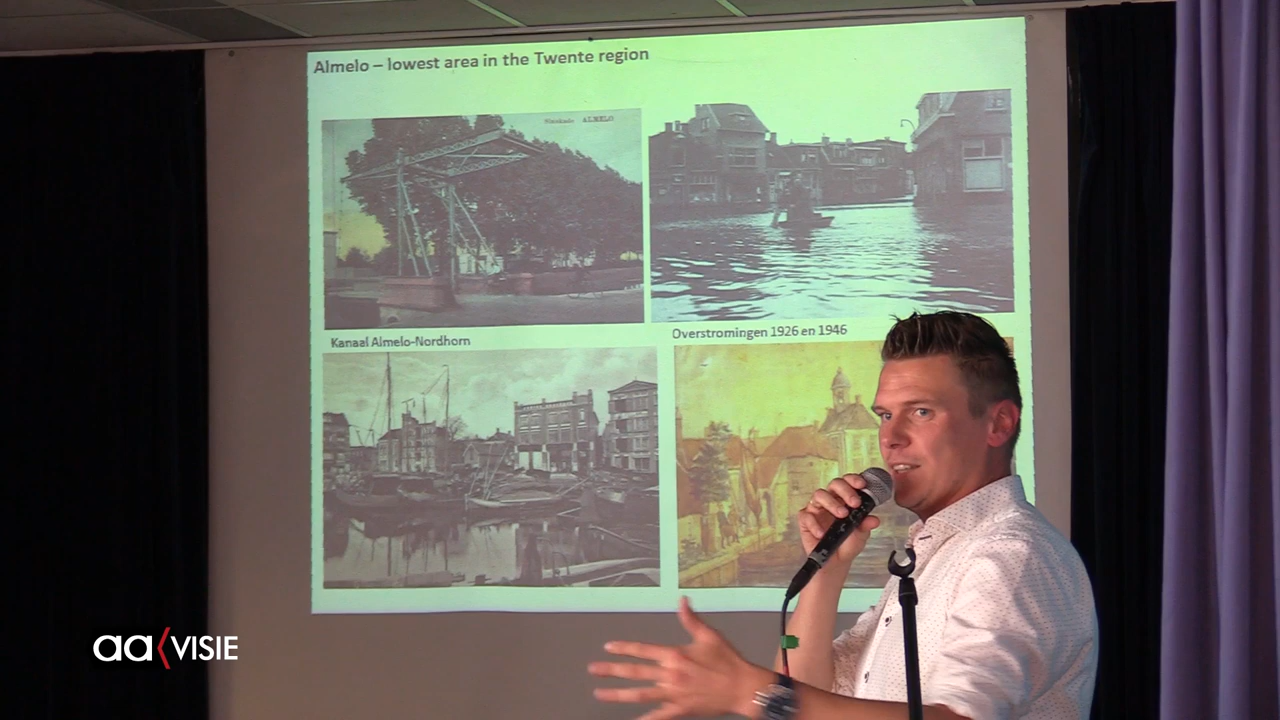 Almelo – lowest area in the Twente region
ALMELO
Kanaal Almelo-Nordhorn
Overstromingen 1926 en 1946
aa VISIE